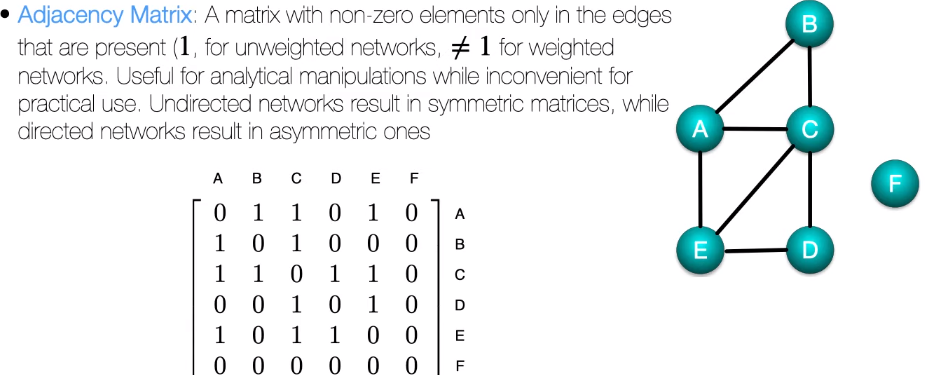 • Adjacency Matrix: A matrix with non-zero elements only in the edges
that are present (1, for unweighted networks, ≠ 1 for weighted
networks. Useful for analytical manipulations while inconvenient for
practical use. Undirected networks result in symmetric matrices, while
directed networks result in asymmetric ones
A B C D E F
0 1 1 0 1 0 A
1 0 1 0 0 0 B
1 1 0 1 1 0 C
0 0 1 0 1 0 D
1 0 1 1 0 0 E
0 0 0 0 0 0 F
B
A C
F
E D